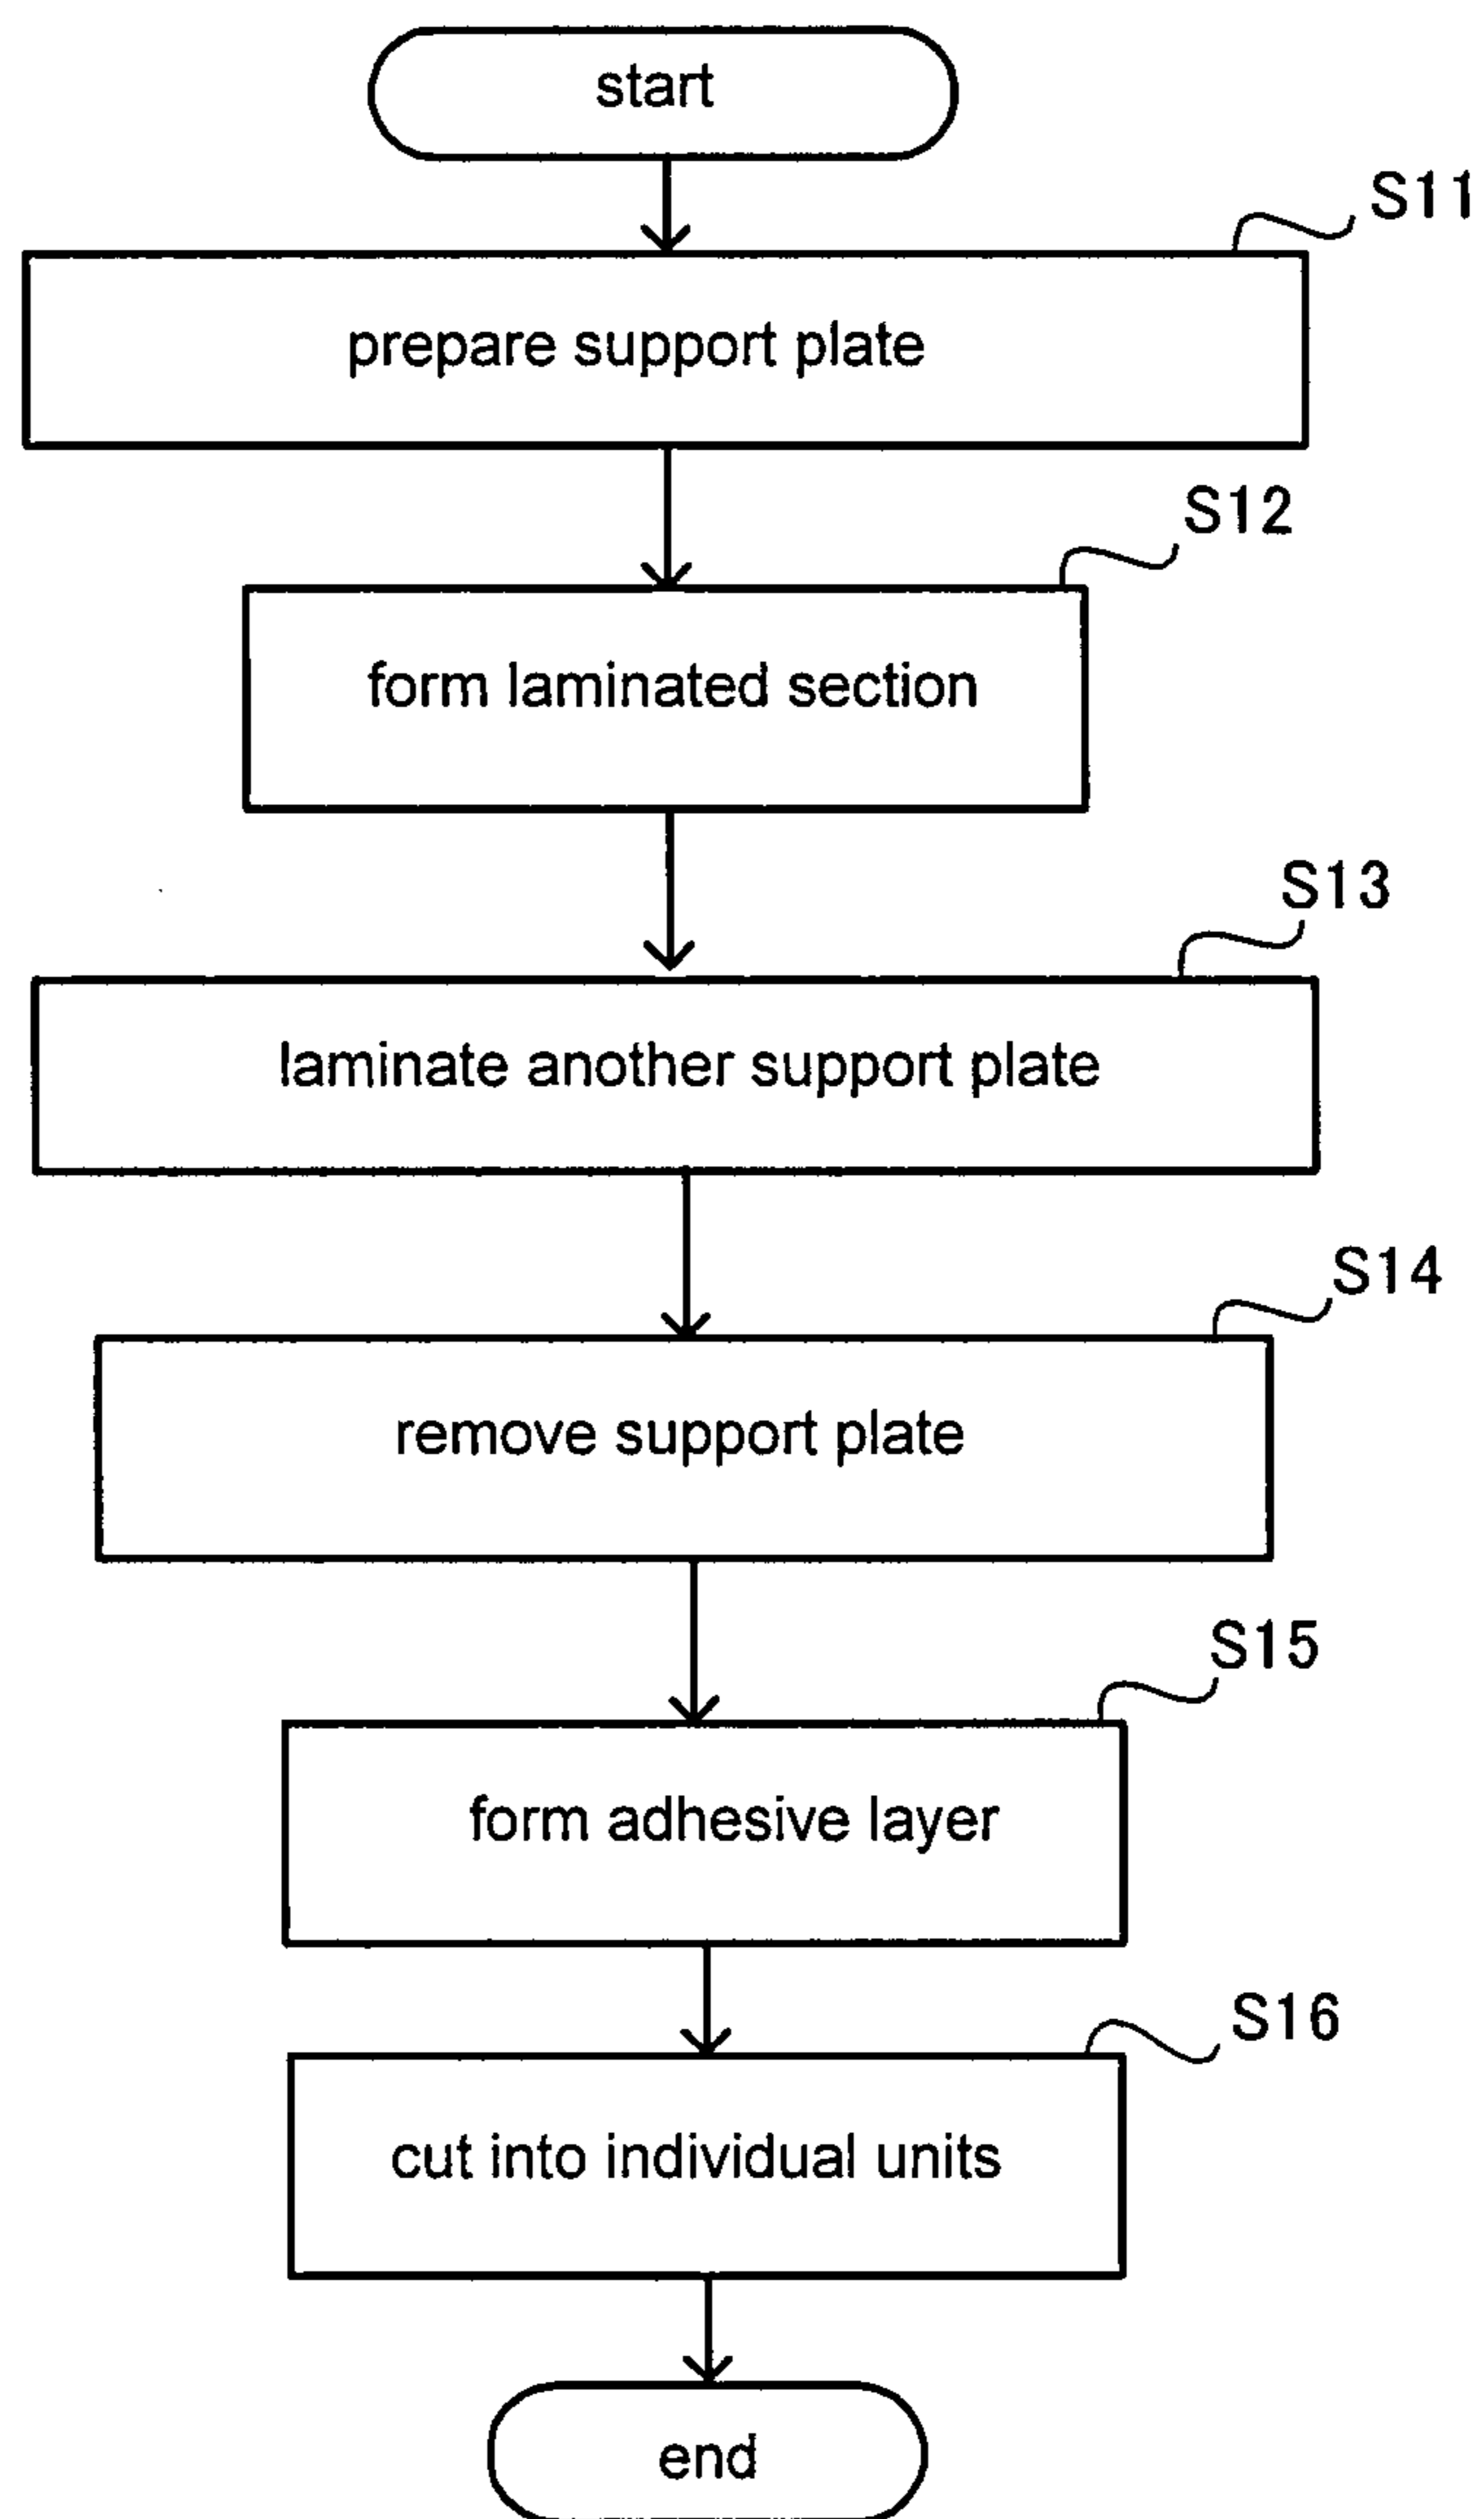 start
S11
prepare support plate
S12
form laminated section
S13
laminate another support plate
S14
remove support plate
S15
form adhesive layer
S16
cut into individual units
end